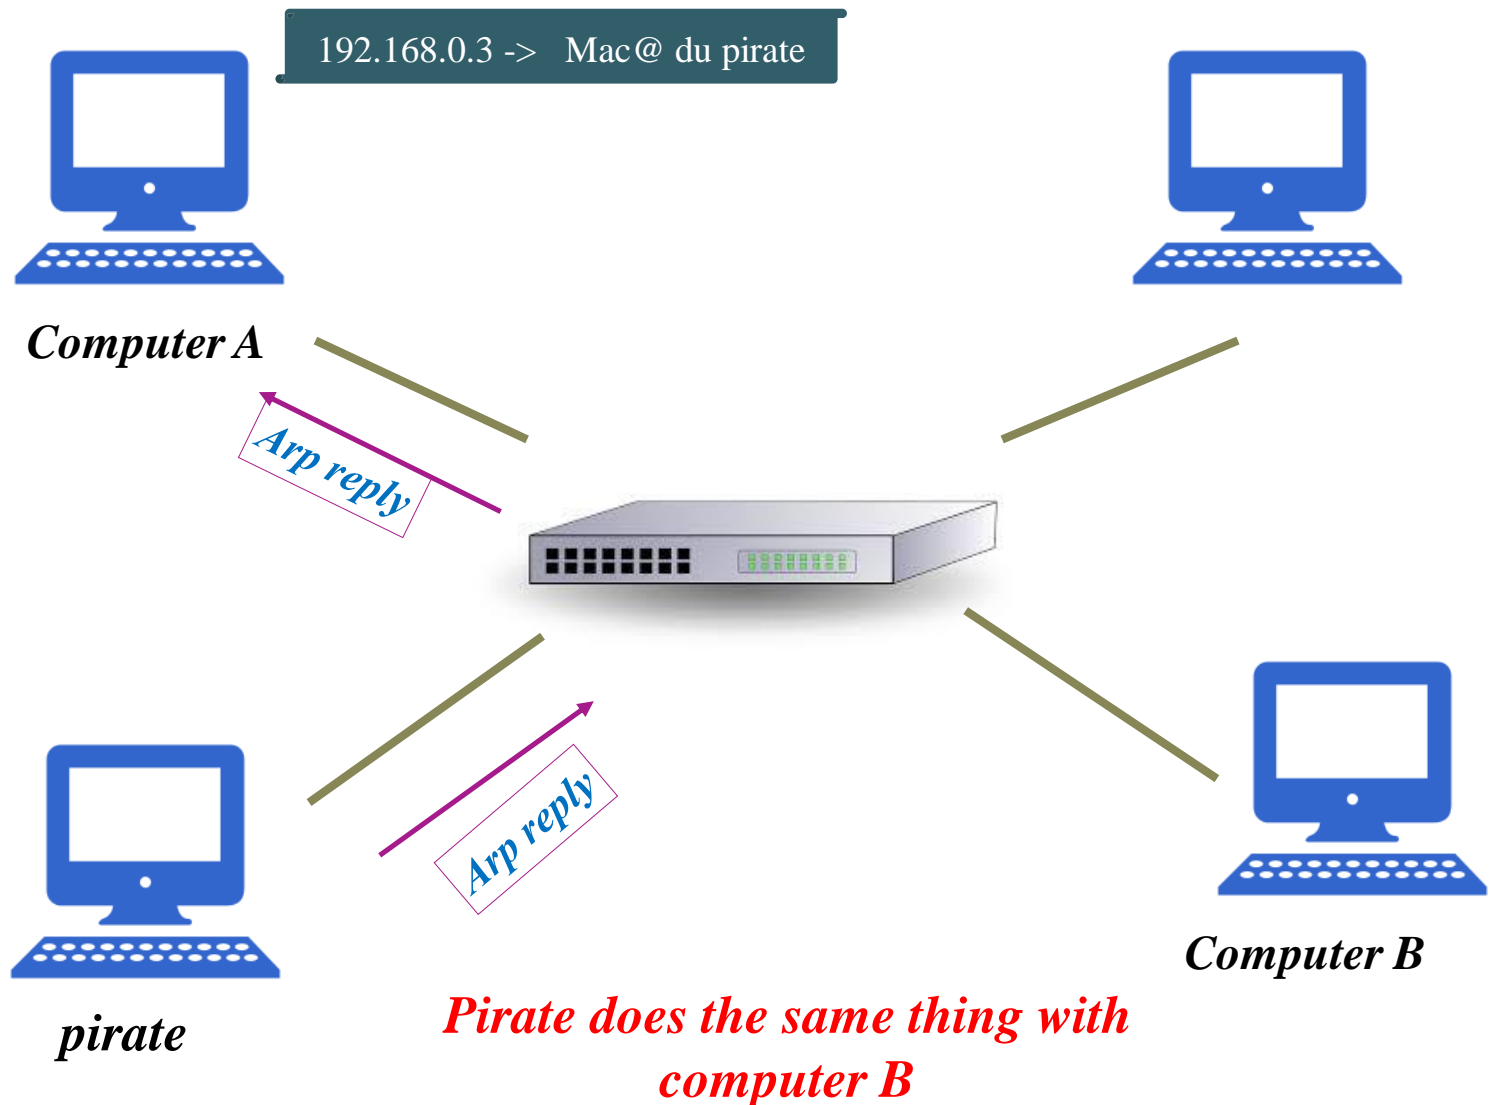 192.168.0.3 -> Mac@ du pirate
Computer A
Arp reply
Arp reply
Computer B
pirate
Pirate does the same thing with
computer B